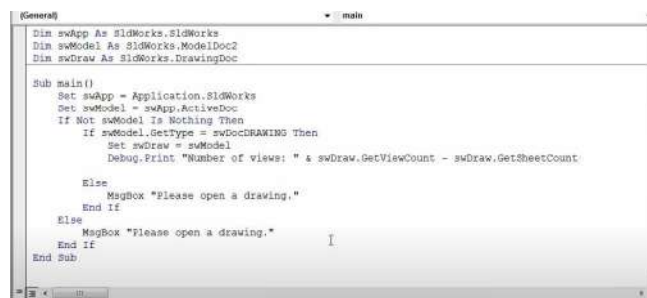 (General)
main
Dim swApp As SldWorks.SldWorks
Dim swModel As SldWorks.ModelDoc2
Dim swDraw As SldWorks.DrawingDoc
Sub main()
Set swApp = Application.SldWorks
Set swModel = swApp.ActiveDoc
If Not swModel Is Nothing Then
If swModel.GetType = swDocDRAWING Then
Set swDraw = swModel
Debug.Print "Number of views: " & swDraw.GetViewCount - swDraw.GetSheetCount
Else
MsgBox "Please open a drawing."
End If
Else
MsgBox "Please open a drawing."
End If
End Sub